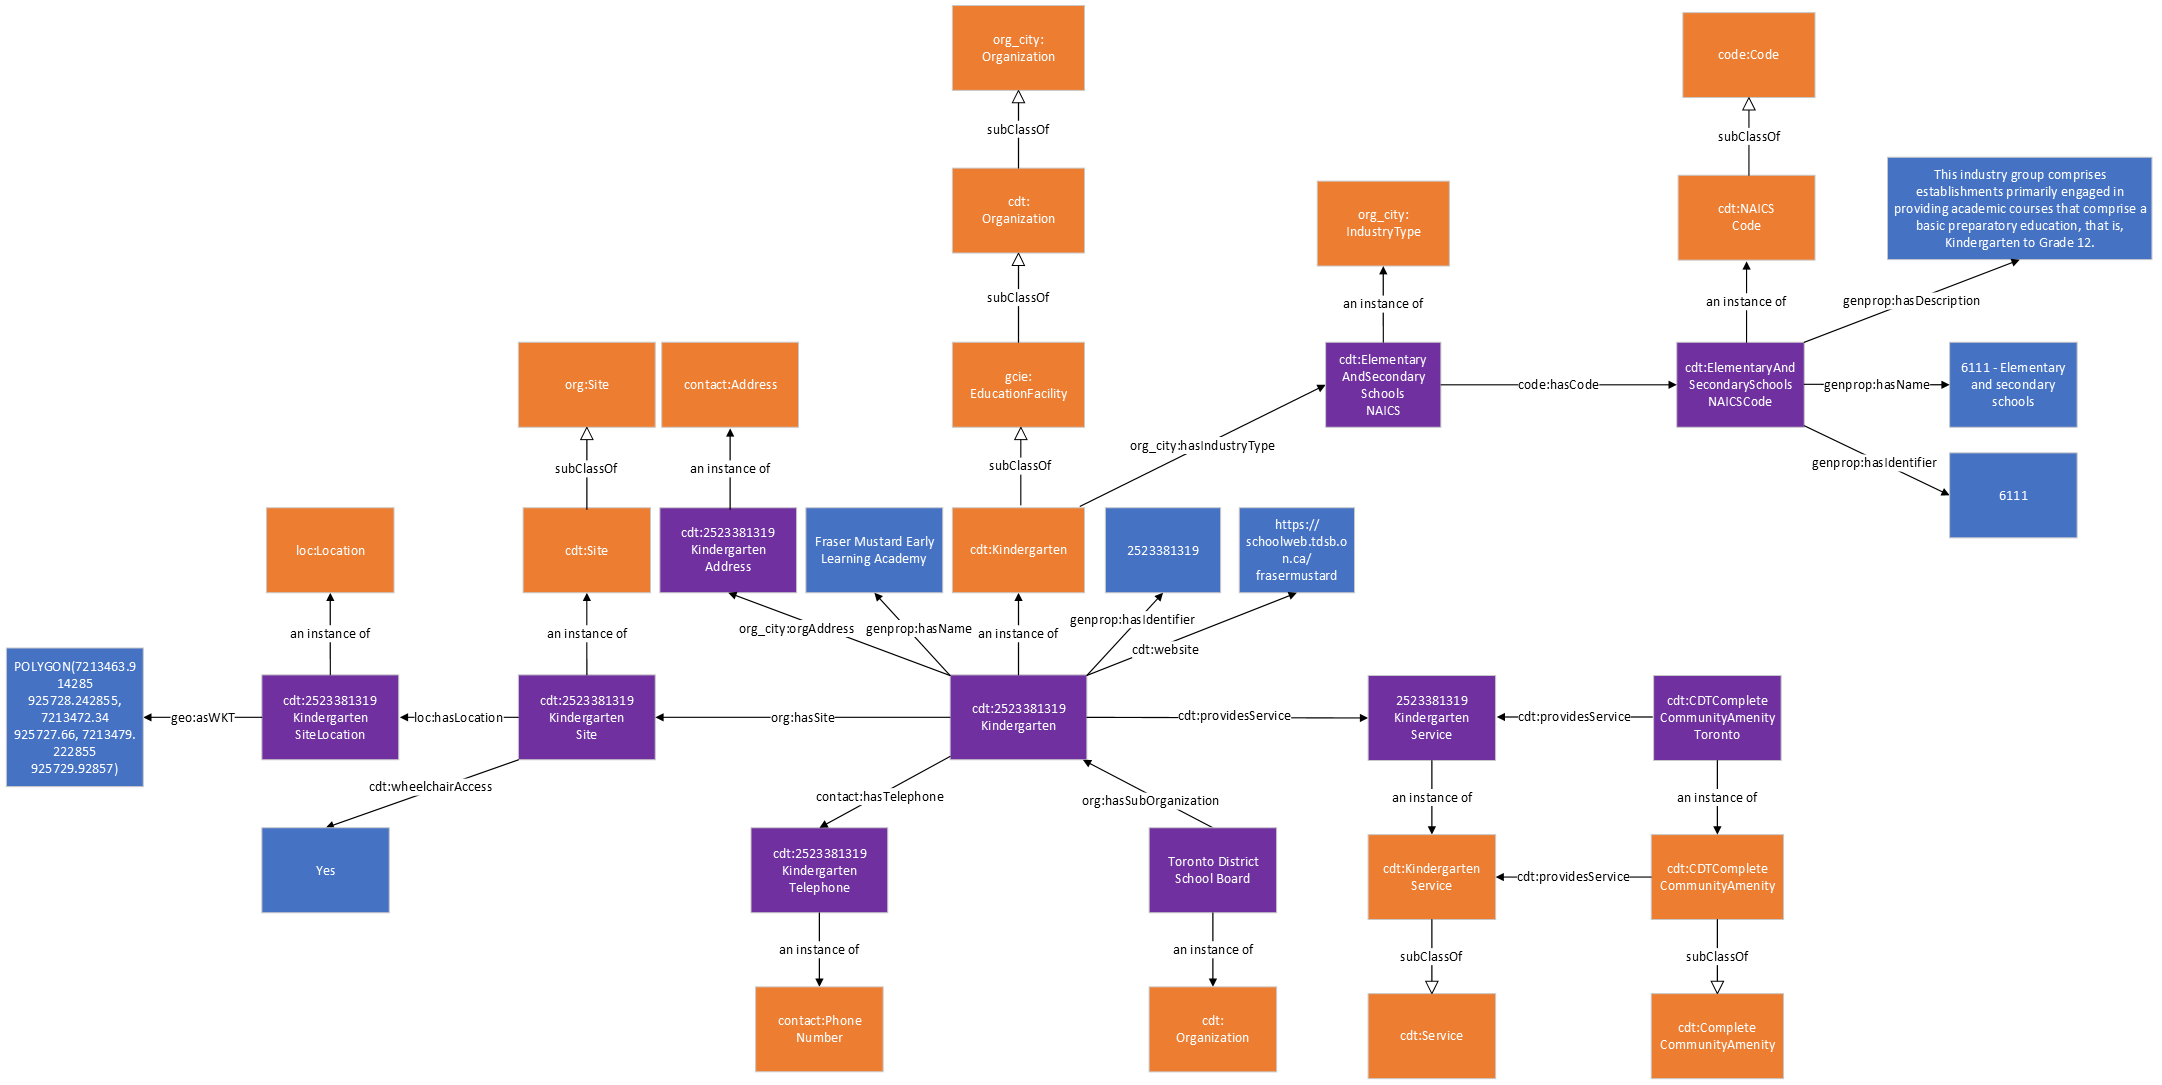 org_city:
Organization
code:Code
subClassOf
subClassOf
This industry group comprises
establishments primarily engaged in
providing academic courses that comprise a
basic preparatory education, that is,
Kindergarten to Grade 12.
cdt:
Organization
org_city:
IndustryType
cdt:NAICS
Code
subClassOf
an instance of
an instance of
genprop:hasDescription
org:Site
contact:Address
gcie:
EducationFacility
cdt:Elementary
AndSecondary
Schools
NAICS
code:hasCode
cdt:ElementaryAnd
SecondarySchools
NAICSCode
genprop:hasName
6111 - Elementary
and secondary
schools
subClassOf
an instance of
subClassOf
org_city:hasIndustryType
genprop:hasIdentifier
6111
loc:Location
cdt:Site
cdt:2523381319
Kindergarten
Address
Fraser Mustard Early
Learning Academy
cdt:Kindergarten
2523381319
https://
schoolweb.tdsb.o
n.ca/
frasermustard
an instance of
an instance of
org_city:orgAddress
genprop:hasName
an instance of
genprop:hasIdentifier
cdt:website
POLYGON(7213463.9
14285
925728.242855,
7213472.34
925727.66, 7213479.
222855
925729.92857)
geo:asWKT
cdt:2523381319
Kindergarten
SiteLocation
loc:hasLocation
cdt:2523381319
Kindergarten
Site
org:hasSite
cdt:2523381319
Kindergarten
cdt:providesService
2523381319
Kindergarten
Service
cdt:providesService
cdt:CDTComplete
CommunityAmenity
Toronto
cdt:wheelchairAccess
contact:hasTelephone
org:hasSubOrganization
an instance of
an instance of
Yes
cdt:2523381319
Kindergarten
Telephone
Toronto District
School Board
cdt:Kindergarten
Service
cdt:providesService
cdt:CDTComplete
CommunityAmenity
an instance of
an instance of
subClassOf
subClassOf
contact:Phone
Number
cdt:
Organization
cdt:Service
cdt:Complete
CommunityAmenity